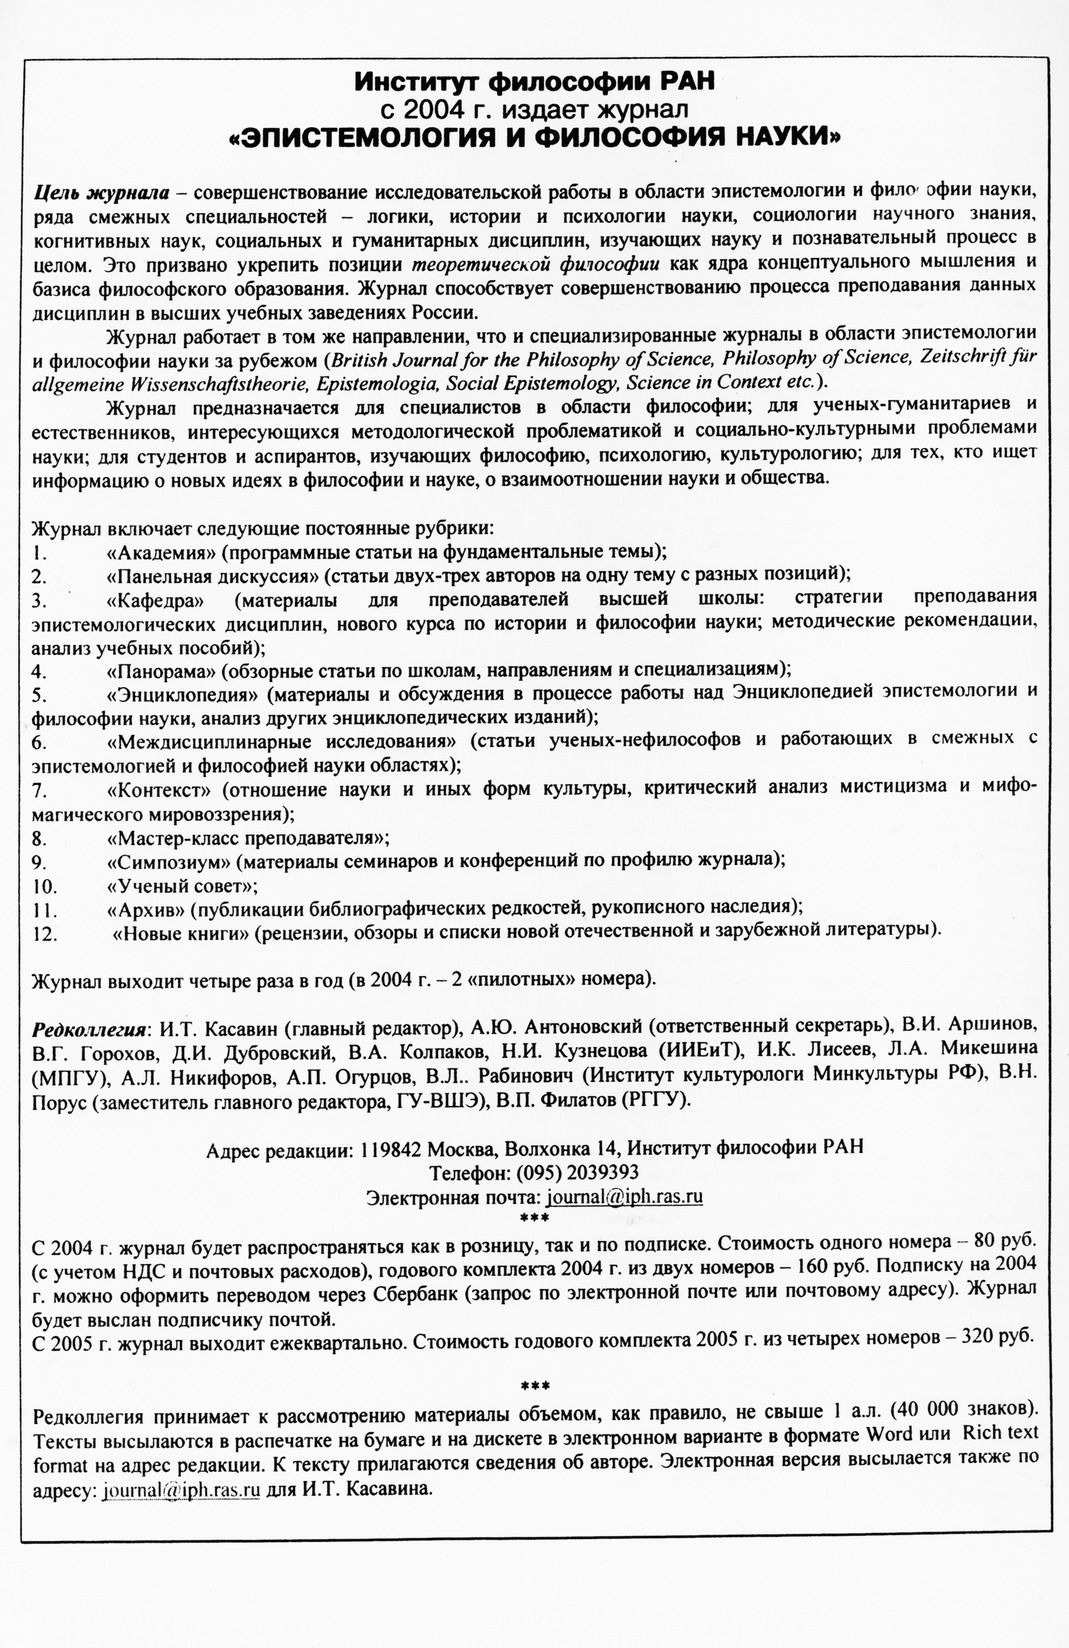 Институт философии РАН
с 2004 г. издает журнал
«ЭПИСТЕМОЛОГИЯ И ФИЛОСОФИЯ НАУКИ»
Цель журнала – совершенствование исследовательской работы в области эпистемологии и фило офии науки,
ряда смежных специальностей – логики, истории и психологии науки, социологии научного знания,
когнитивных наук, социальных и гуманитарных дисциплин, изучающих науку и познавательный процесс в
целом. Это призвано укрепить позиции теоретической философии как ядра концептуального мышления и
базиса философского образования. Журнал способствует совершенствованию процесса преподавания данных
дисциплин в высших учебных заведениях России.
Журнал работает в том же направлении, что и специализированные журналы в области эпистемологии
и философии науки за рубежом (British Journal for the Philosophy of Science, Philosophy of Science, Zeitschrift für
allgemeine Wissenschaftstheorie, Epistemologia, Social Epistemology, Science in Context etc.).
Журнал предназначается для специалистов в области философии; для ученых-гуманитариев и
естественников, интересующихся методологической проблематикой и социально-культурными проблемами
науки; для студентов и аспирантов, изучающих философию, психологию, культурологию; для тех, кто ищет
информацию о новых идеях в философии и науке, о взаимоотношении науки и общества.
Журнал включает следующие постоянные рубрики:
1. «Академия» (программные статьи на фундаментальные темы);
2. «Панельная дискуссия» (статьи двух-трех авторов на одну тему с разных позиций);
3. «Кафедра» (материалы для преподавателей высшей школы: стратегии преподавания
эпистемологических дисциплин, нового курса по истории и философии науки; методические рекомендации,
анализ учебных пособий);
4. «Панорама» (обзорные статьи по школам, направлениям и специализациям);
5. «Энциклопедия» (материалы и обсуждения в процессе работы над Энциклопедией эпистемологии и
философии науки, анализ других энциклопедических изданий);
6. «Междисциплинарные исследования» (статьи ученых-нефилософов и работающих в смежных с
эпистемологией и философией науки областях);
7. «Контекст» (отношение науки и иных форм культуры, критический анализ мистицизма и мифо-
магического мировоззрения);
8. «Мастер-класс преподавателя»;
9. «Симпозиум» (материалы семинаров и конференций по профилю журнала);
10. «Ученый совет»;
11. «Архив» (публикации библиографических редкостей, рукописного наследия);
12. «Новые книги» (рецензии, обзоры и списки новой отечественной и зарубежной литературы).
Журнал выходит четыре раза в год (в 2004 г. – 2 «пилотных» номера).
Редколлегия: И.Т. Касавин (главный редактор), А.Ю. Антоновский (ответственный секретарь), В.И. Аршинов,
В.Г. Горохов, Д.И. Дубровский, В.А. Колпаков, Н.И. Кузнецова (ИИЕиТ), И.К. Лисеев, Л.А. Микешина
(МПГУ), А.Л. Никифоров, А.П. Огурцов, В.Л.. Рабинович (Институт культурологи Минкультуры РФ), В.Н.
Порус (заместитель главного редактора, ГУ-ВШЭ), В.П. Филатов (РГГУ).
Адрес редакции: 119842 Москва, Волхонка 14, Институт философии РАН
Телефон: (095) 2039393
Электронная почта: journal@iph.ras.ru
***
С 2004 г. журнал будет распространяться как в розницу, так и по подписке. Стоимость одного номера – 80 руб.
(с учетом НДС и почтовых расходов), годового комплекта 2004 г. из двух номеров – 160 руб. Подписку на 2004
г. можно оформить переводом через Сбербанк (запрос по электронной почте или почтовому адресу). Журнал
будет выслан подписчику почтой.
С 2005 г. журнал выходит ежеквартально. Стоимость годового комплекта 2005 г. из четырех номеров – 320 руб.
***
Редколлегия принимает к рассмотрению материалы объемом, как правило, не свыше 1 а.л. (40 000 знаков).
Тексты высылаются в распечатке на бумаге и на дискете в электронном варианте в формате Word или Rich text
format на адрес редакции. К тексту прилагаются сведения об авторе. Электронная версия высылается также по
адресу: journal@iph.ras.ru для И.Т. Касавина.